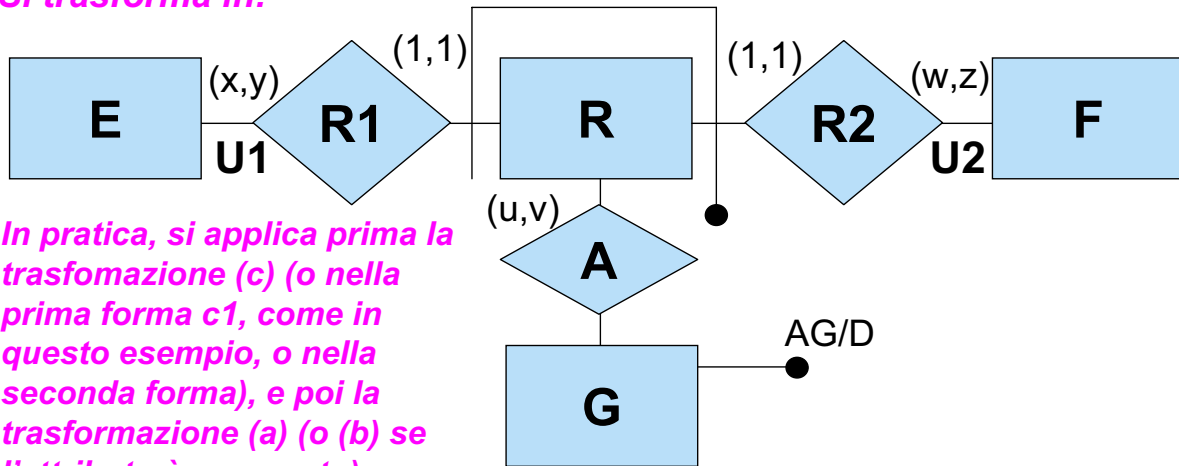 Si trasforma in:
(1,1)
(1,1)
(x,y)
(w,z)
E
R1
R
R2
F
U1
U2
(u,v)
In pratica, si applica prima la
trasfomazione (c) (o nella
prima forma c1, come in
questo esempio, o nella
seconda forma), e poi la
trasformazione (a) (o (b) se
A
AG/D
G